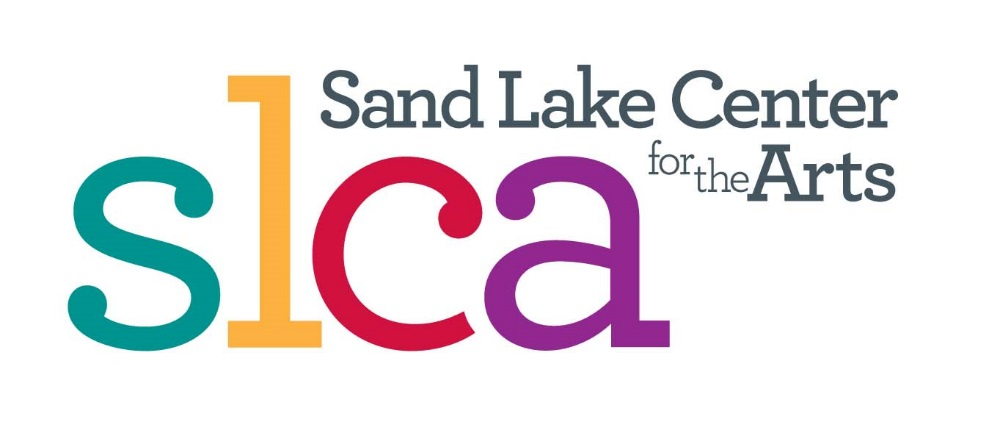 Sand Lake Center
for the Arts
slca